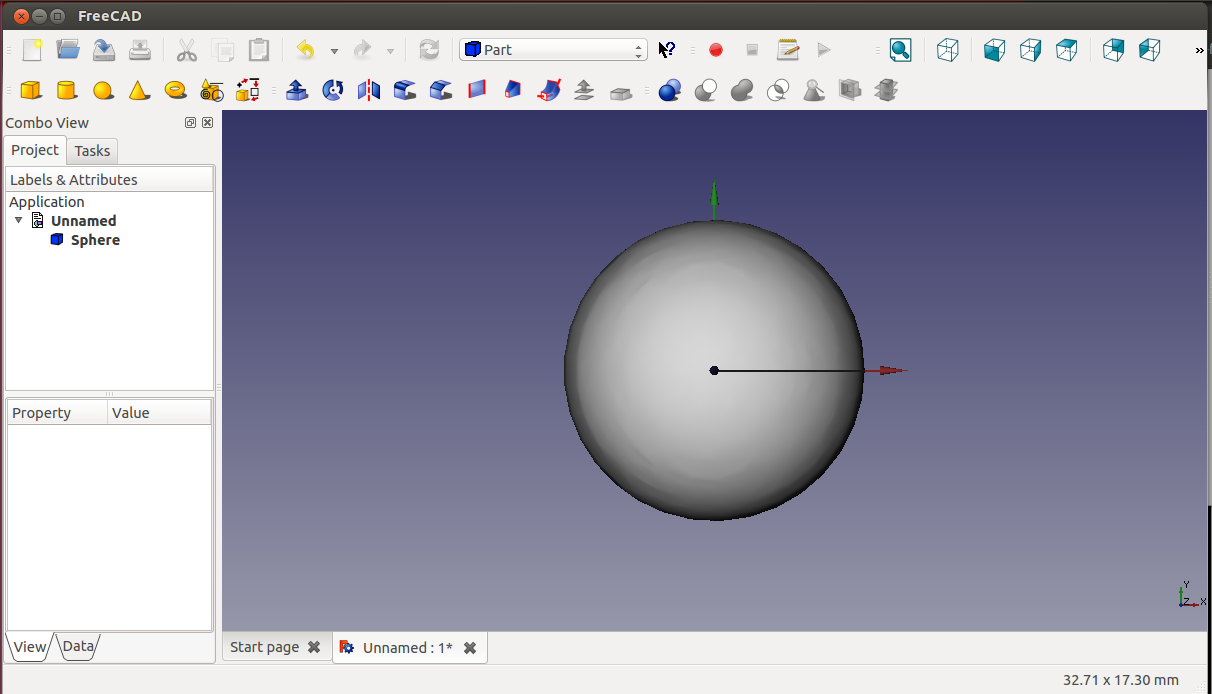 FreeCAD
Part
Combo View
Project Tasks
Labels & Attributes
Application
Unnamed
Sphere
Property Value
View Data
Start page Unnamed : 1*
Y
Z X
32.71 x 17.30 mm